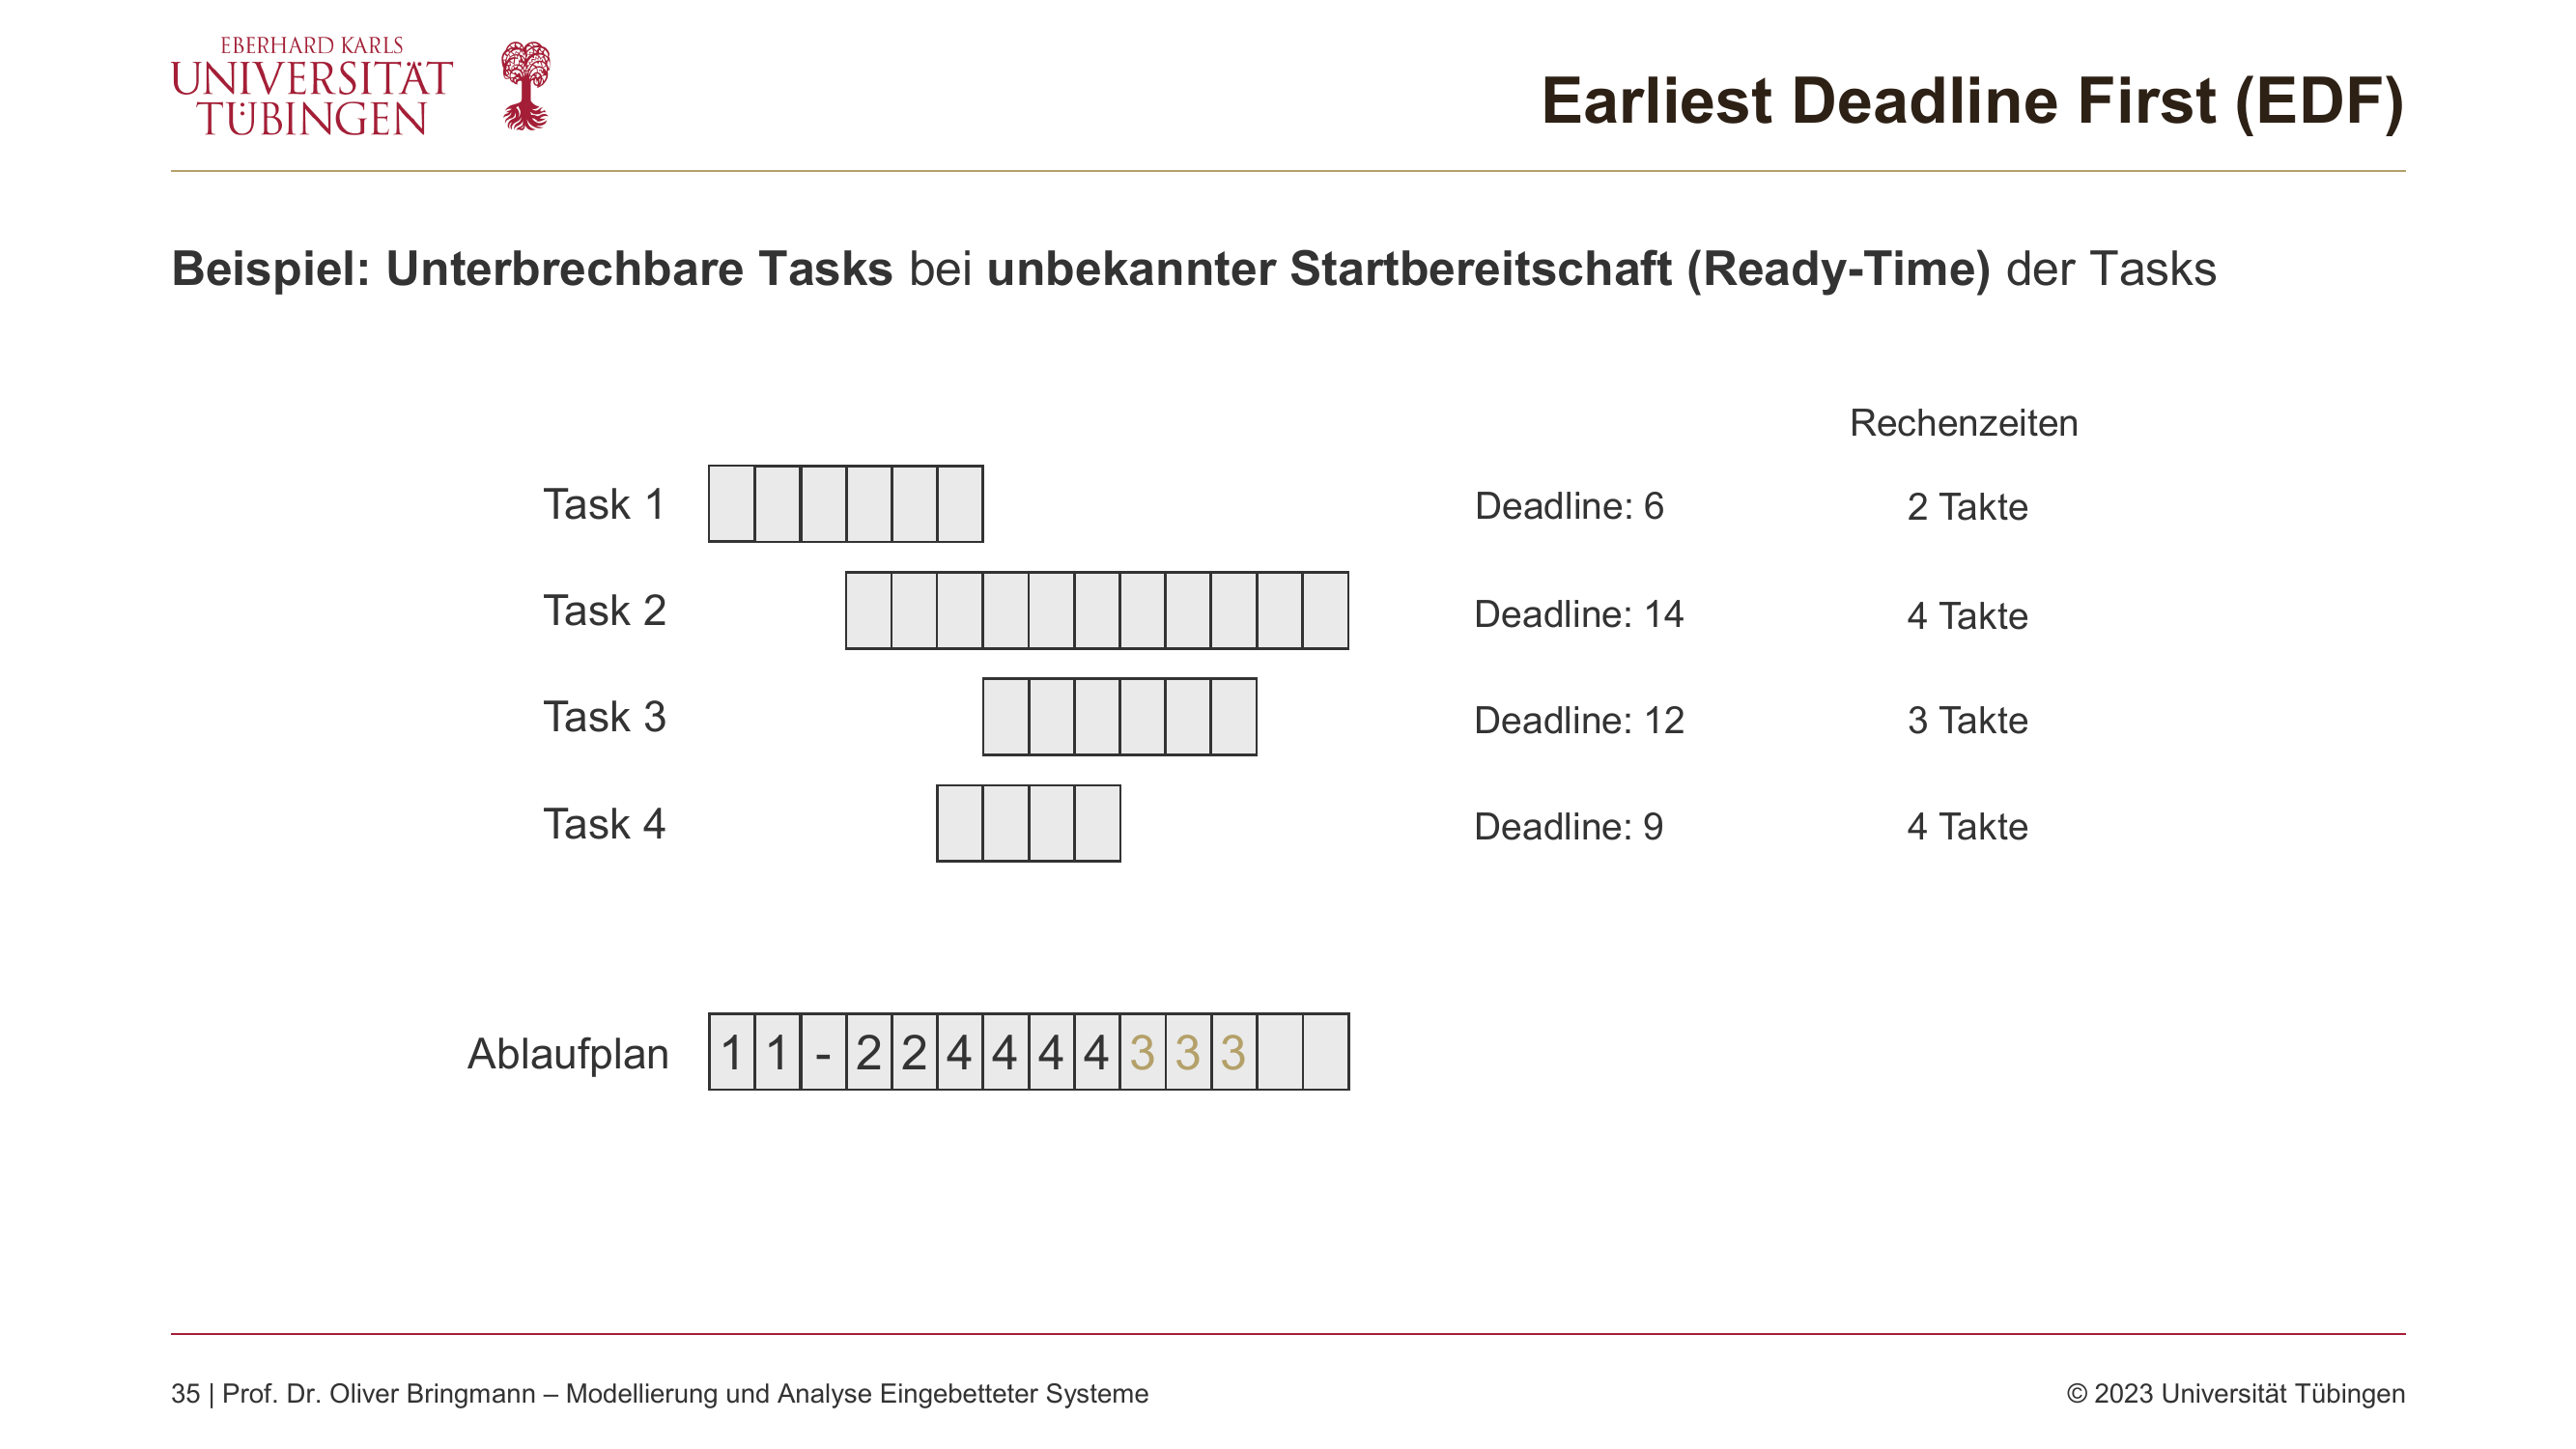 EBERHARD KARLS
UNIVERSITÄT
TÜBINGEN
Earliest Deadline First (EDF)
Beispiel: Unterbrechbare Tasks bei unbekannter Startbereitschaft (Ready-Time) der Tasks
Rechenzeiten
Task 1 Deadline: 6 2 Takte
Task 2 Deadline: 14 4 Takte
Task 3 Deadline: 12 3 Takte
Task 4 Deadline: 9 4 Takte
Ablaufplan 1 1 - 2 2 4 4 4 4 3 3 3
35 | Prof. Dr. Oliver Bringmann – Modellierung und Analyse Eingebetteter Systeme © 2023 Universität Tübingen